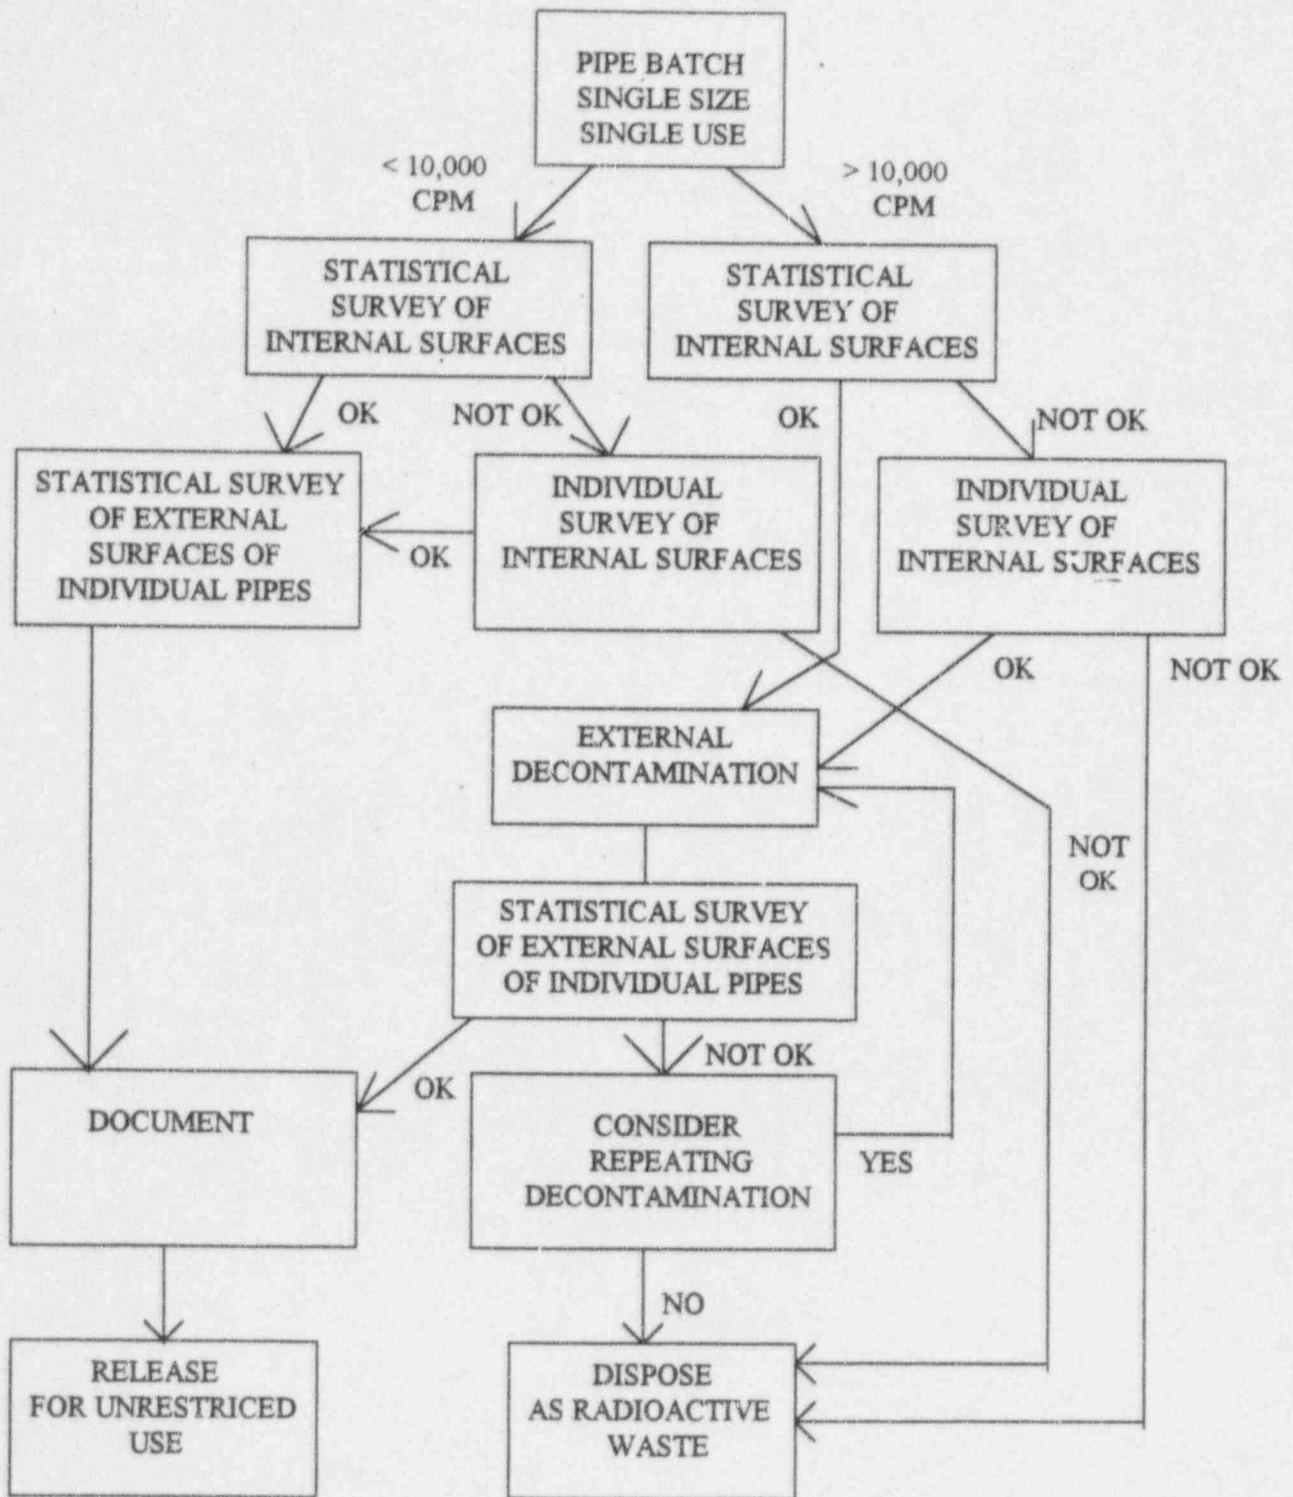 PIPE BATCH
SINGLE SIZE
SINGLE USE
< 10,000
CPM
> 10,000
CPM
STATISTICAL
SURVEY OF
INTERNAL SURFACES
STATISTICAL
SURVEY OF
INTERNAL SURFACES
OK
NOT OK
OK
NOT OK
STATISTICAL SURVEY
OF EXTERNAL
SURFACES OF
INDIVIDUAL PIPES
OK
INDIVIDUAL
SURVEY OF
INTERNAL SURFACES
INDIVIDUAL
SURVEY OF
INTERNAL SURFACES
OK
NOT OK
EXTERNAL
DECONTAMINATION
NOT
OK
STATISTICAL SURVEY
OF EXTERNAL SURFACES
OF INDIVIDUAL PIPES
OK
NOT OK
DOCUMENT
CONSIDER
REPEATING
DECONTAMINATION
YES
NO
RELEASE
FOR UNRESTRICED
USE
DISPOSE
AS RADIOACTIVE
WASTE